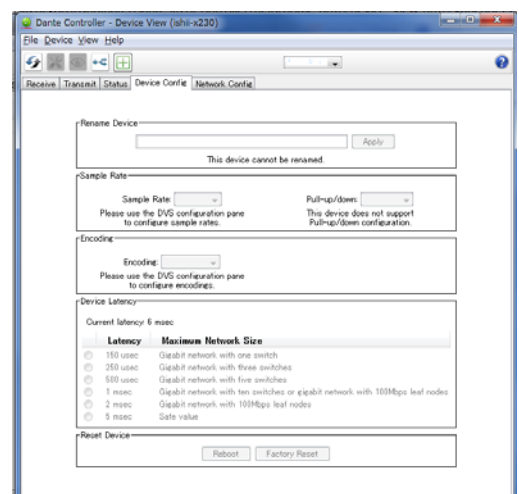 Dante Controller - Device View (ishii-x230)
File Device View Help
Receive Transmit Status Device Config Network Config
Rename Device
Apply
This device cannot be renamed.
Sample Rate
Sample Rate: Pull-up/down:
Please use the DVS configuration pane
to configure sample rates.
This device does not support
Pull-up/down configuration.
Encoding
Encoding:
Please use the DVS configuration pane
to configure encodings.
Device Latency
Current latency 6 msec
Latency Maximum Network Size
150 usec Gigabit network with one switch
250 usec Gigabit network with three switches
500 usec Gigabit network with five switches
1 msec Gigabit network with ten switches or gigabit network with 100Mbps leaf nodes
2 msec Gigabit network with 100Mbps leaf nodes
5 msec Safe value
Reset Device
Reboot Factory Reset